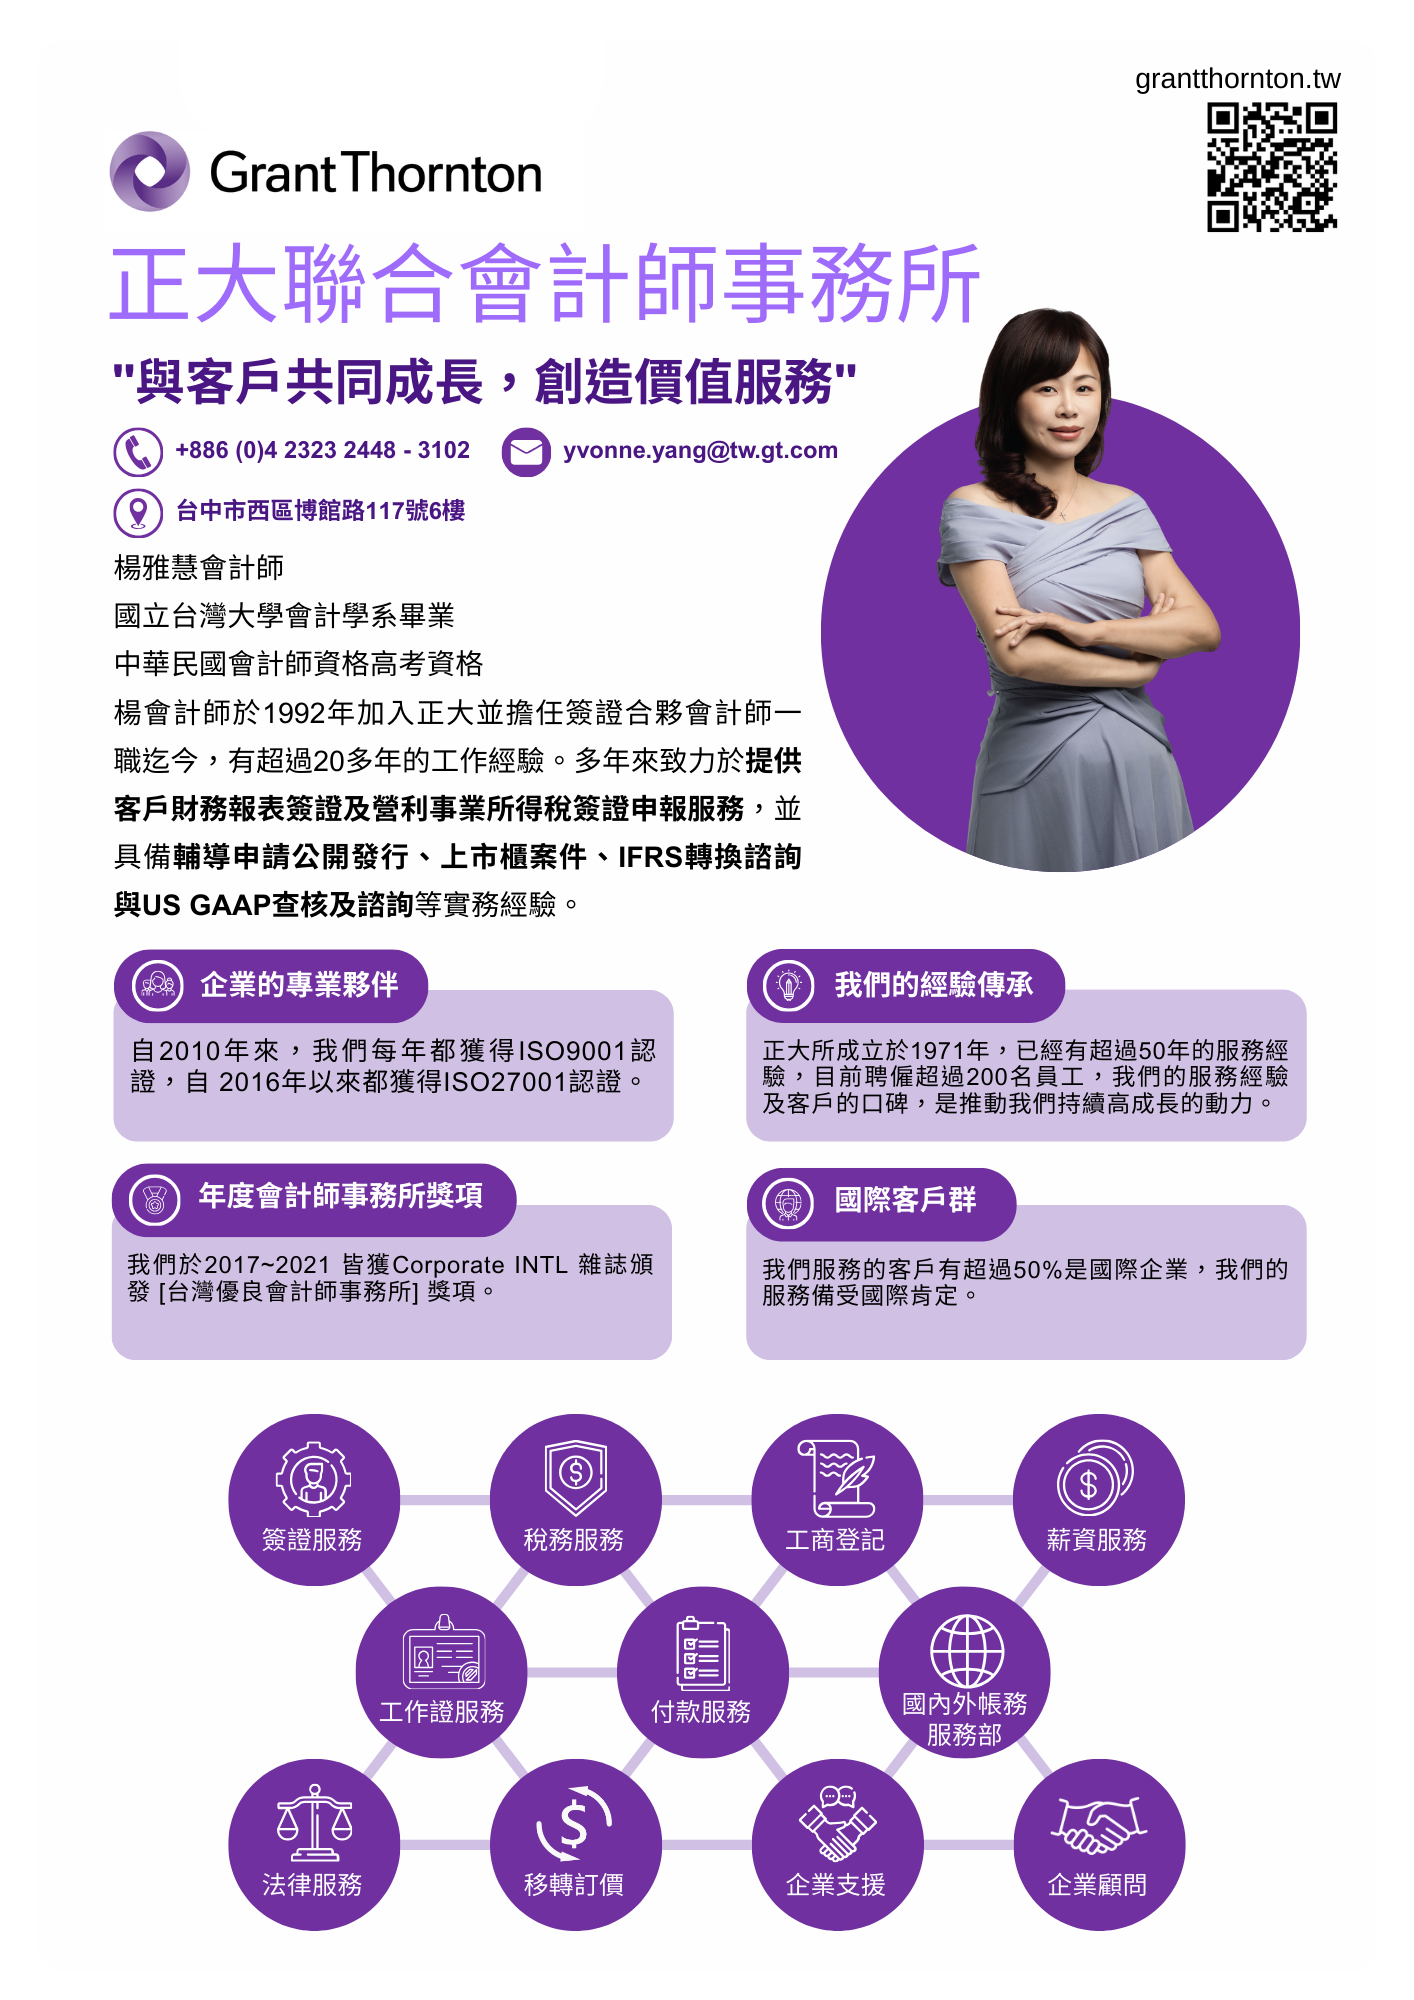 grantthornton.tw
Grant Thornton
正大聯合會計師事務所
"與客戶共同成長，創造價值服務"
+886 (0)4 2323 2448 - 3102
yvonne.yang@tw.gt.com
台中市西區博館路117號6樓
楊雅慧會計師
國立台灣大學會計學系畢業
中華民國會計師資格高考資格
楊會計師於1992年加入正大並擔任簽證合夥會計師一
職迄今，有超過20多年的工作經驗。多年來致力於提供
客戶財務報表簽證及營利事業所得稅簽證申報服務，並
具備輔導申請公開發行、上市櫃案件、IFRS轉換諮詢
與US GAAP查核及諮詢等實務經驗。
企業的專業夥伴
自2010年來，我們每年都獲得ISO9001認
證，自 2016年以來都獲得ISO27001認證。
我們的經驗傳承
正大所成立於1971年，已經有超過50年的服務經
驗，目前聘僱超過200名員工，我們的服務經驗
及客戶的口碑，是推動我們持續高成長的動力。
年度會計師事務所獎項
我們於2017~2021 皆獲Corporate INTL 雜誌頒
發 [台灣優良會計師事務所] 獎項。
國際客戶群
我們服務的客戶有超過50%是國際企業，我們的
服務備受國際肯定。
簽證服務
稅務服務
工商登記
薪資服務
工作證服務
付款服務
國內外帳務
服務部
法律服務
移轉訂價
企業支援
企業顧問